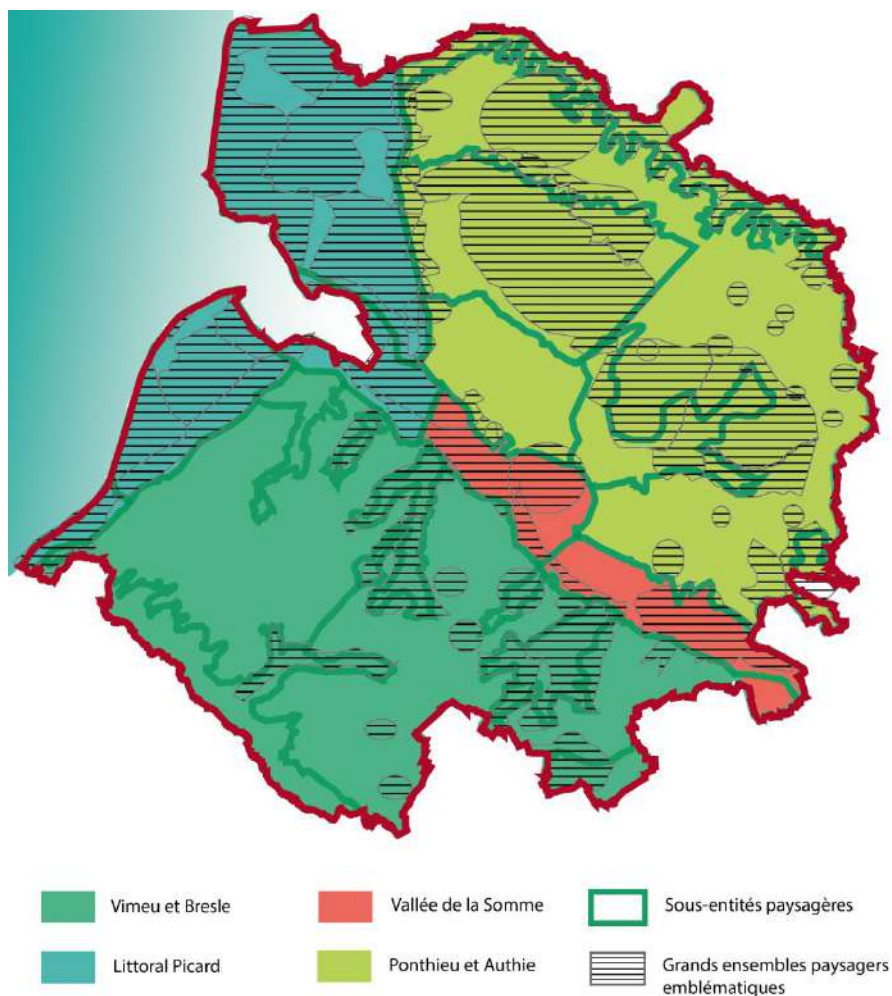 Vimeu et Bresle
Vallée de la Somme
Sous-entités paysagères
Littoral Picard
Ponthieu et Authie
Grands ensembles paysagers
emblématiques